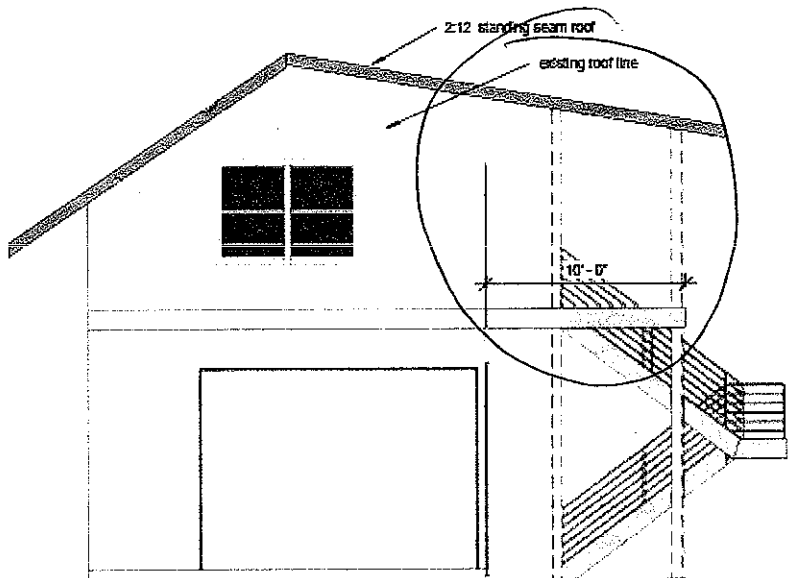 2:12 standing seam roof
existing roof line
10'-0"